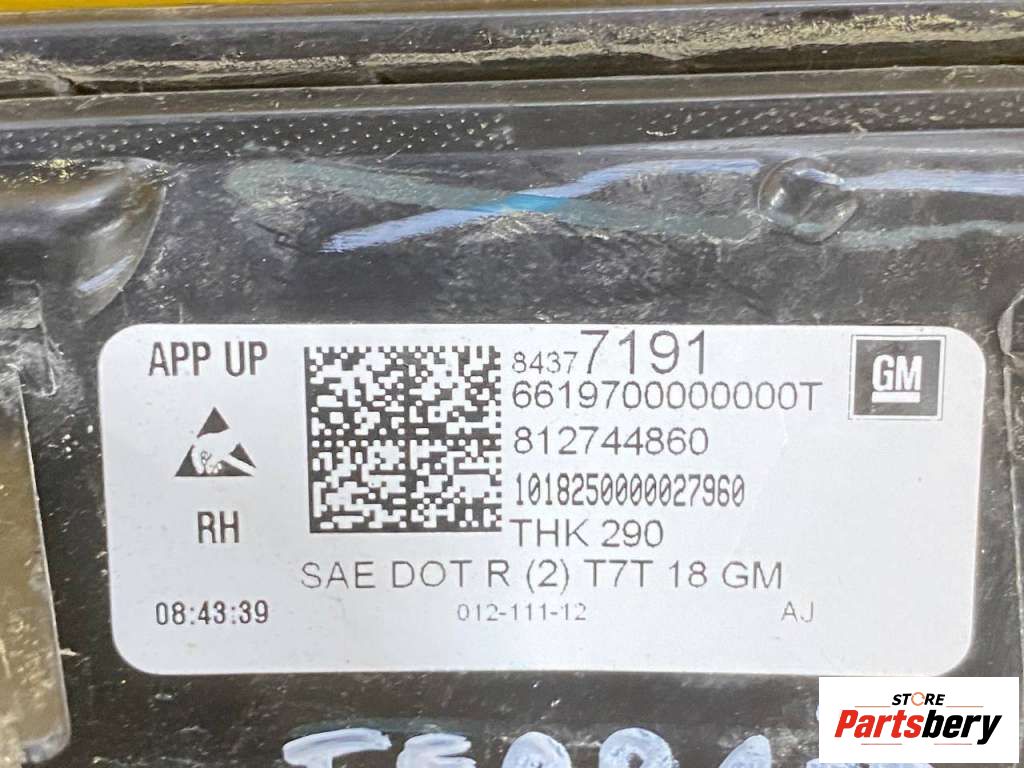 APP UP
84377191
GM
6619700000000T
812744860
1018250000027960
RH
THK 290
SAE DOT R (2) T7T 18 GM
08:43:39
012-111-12
AJ
STORE
Partsbery